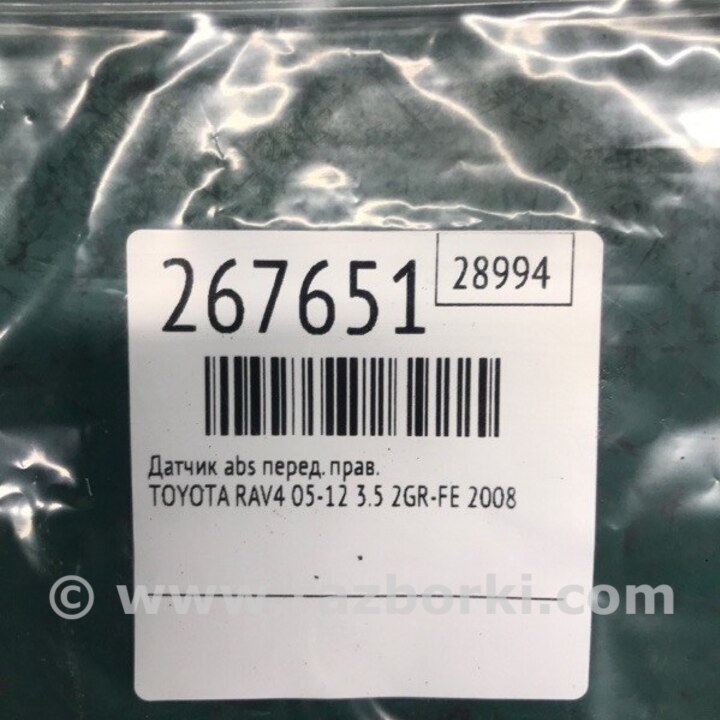 267651
28994
Датчик abs перед. прав.
TOYOTA RAV4 05-12 3.5 2GR-FE 2008
© www.razborki.com